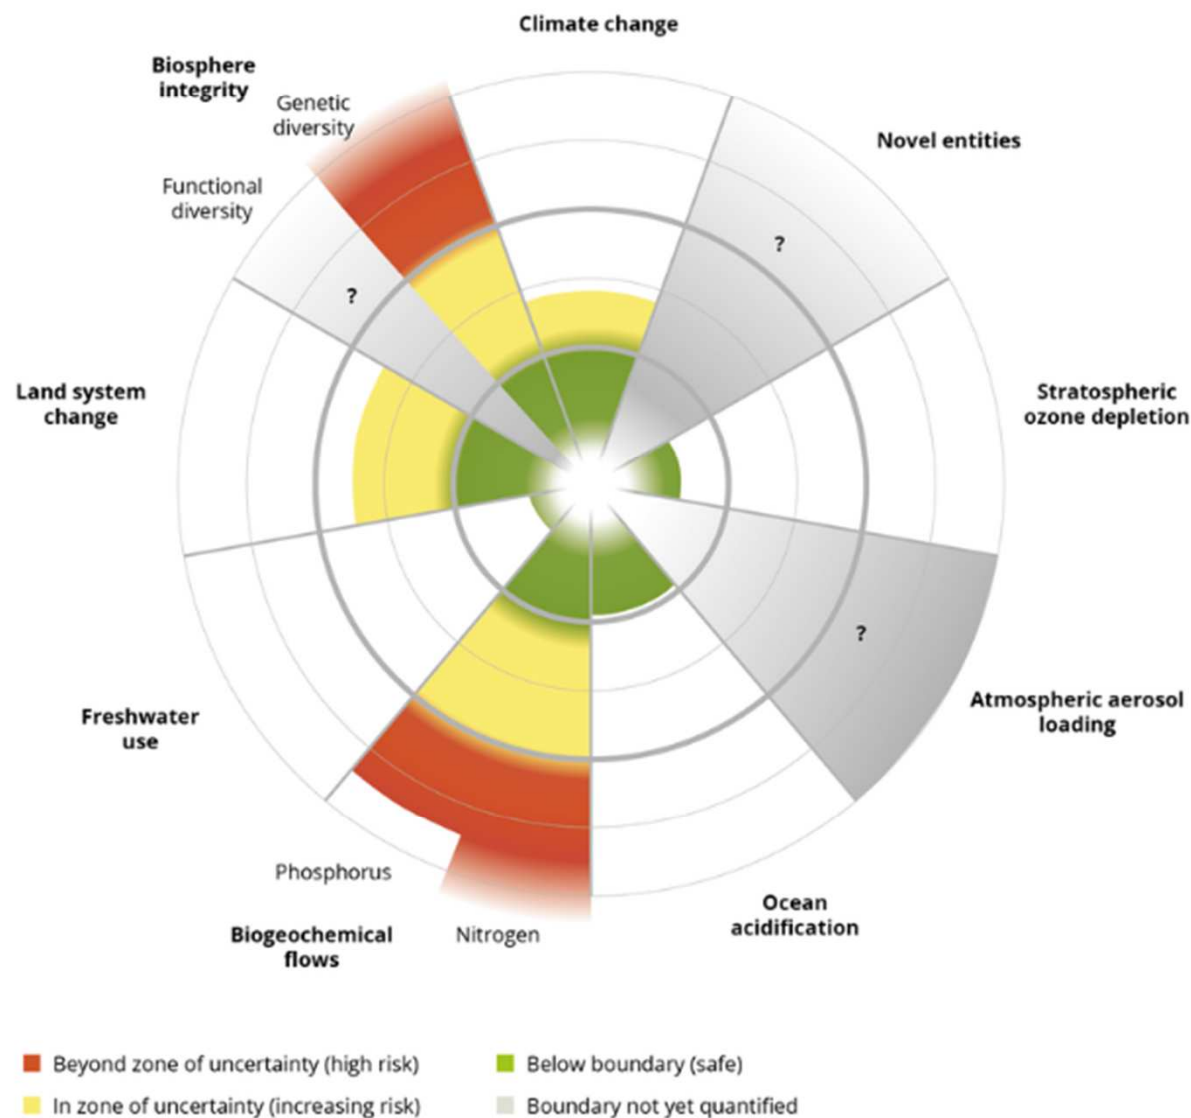 Climate change
Biosphere
integrity
Genetic
diversity
Novel entities
Functional
diversity
?
?
Land system
change
Stratospheric
ozone depletion
?
Freshwater
use
Atmospheric aerosol
loading
Phosphorus
Ocean
acidification
Biogeochemical
flows
Nitrogen
Beyond zone of uncertainty (high risk)
Below boundary (safe)
In zone of uncertainty (increasing risk)
Boundary not yet quantified